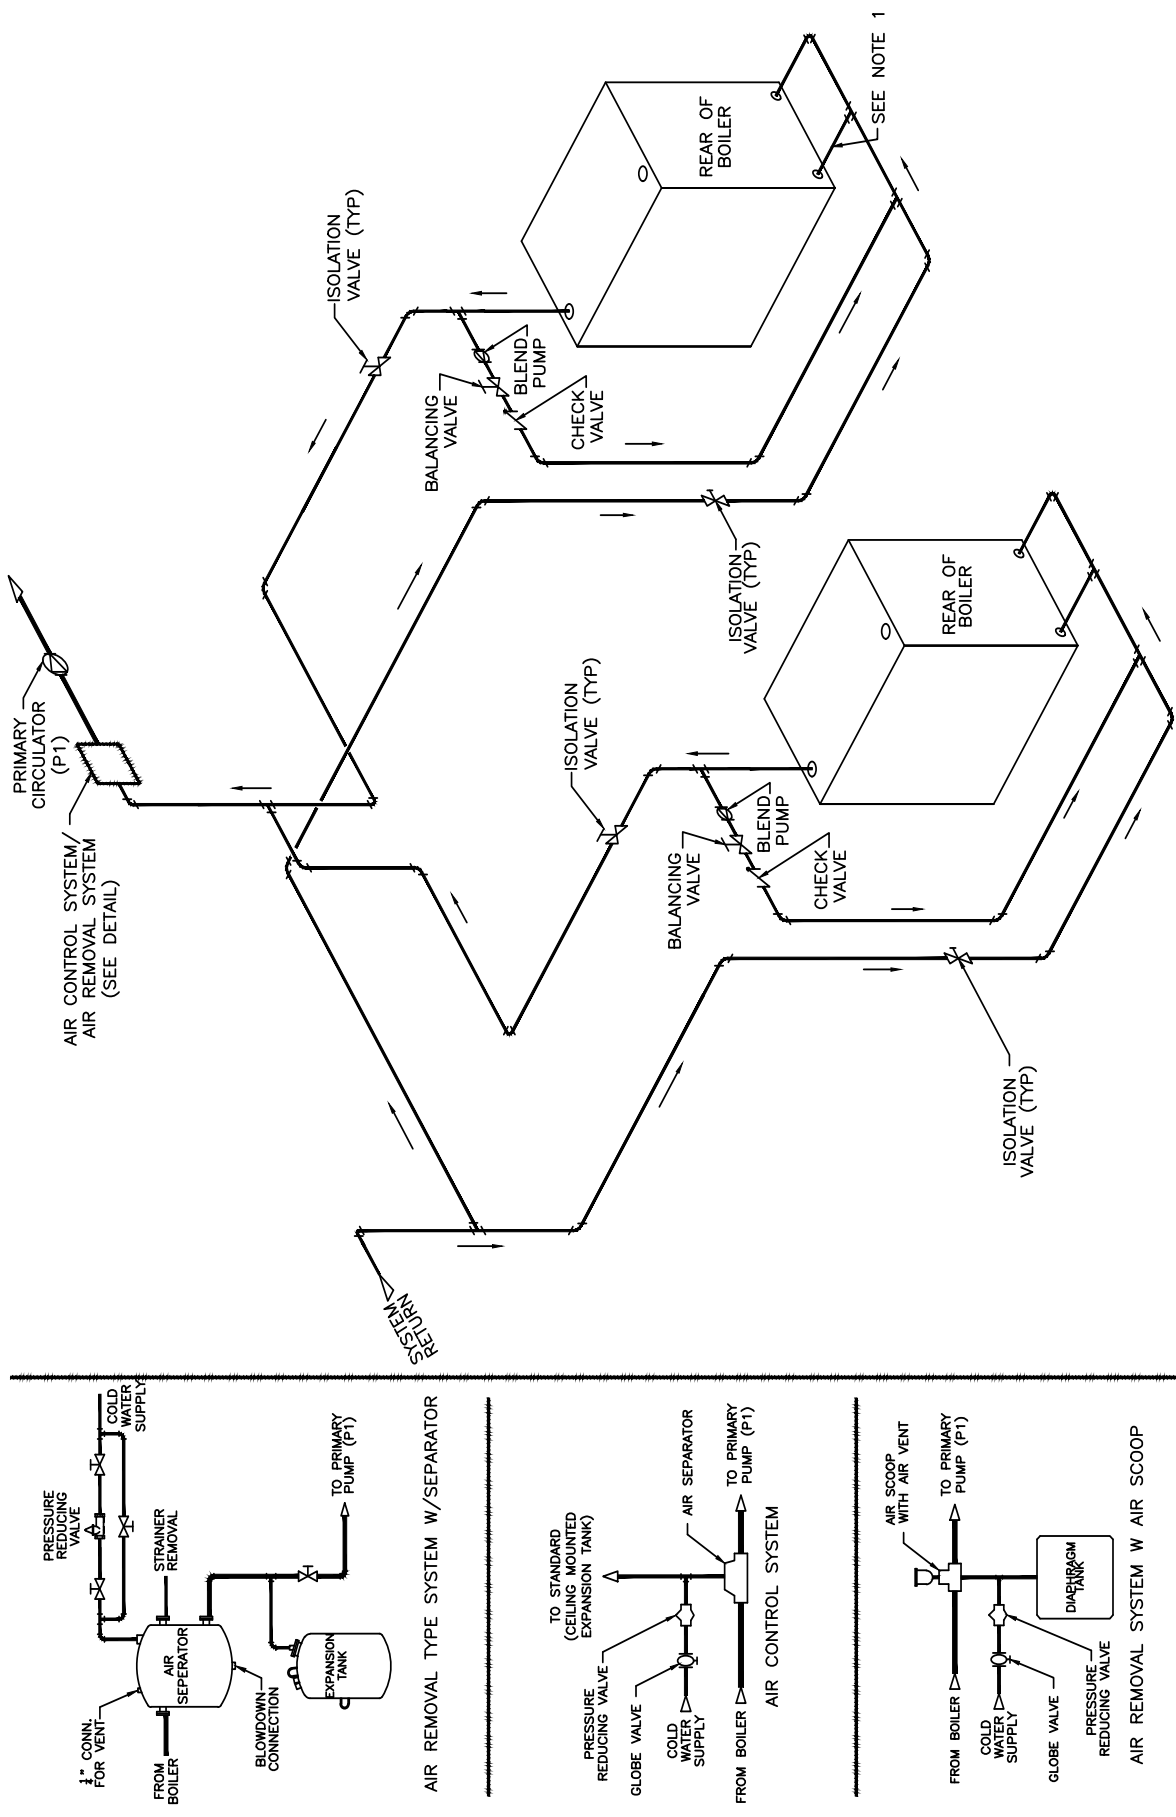 PRIMARY
CIRCULATOR
(P1)
AIR CONTROL SYSTEM/
AIR REMOVAL SYSTEM
(SEE DETAIL)
ISOLATION
VALVE (TYP)
BALANCING
VALVE
BLEND
PUMP
CHECK
VALVE
REAR OF
BOILER
SEE NOTE 1
ISOLATION
VALVE (TYP)
ISOLATION
VALVE (TYP)
BALANCING
VALVE
BLEND
PUMP
CHECK
VALVE
REAR OF
BOILER
ISOLATION
VALVE (TYP)
SYSTEM
RETURN
½" CONN.
FOR VENT
FROM
BOILER
AIR
SEPERATOR
BLOWDOWN
CONNECTION
PRESSURE
REDUCING
VALVE
STRAINER
REMOVAL
COLD
WATER
SUPPLY
EXPANSION
TANK
TO PRIMARY
PUMP (P1)
AIR REMOVAL TYPE SYSTEM W/SEPARATOR
TO STANDARD
(CEILING MOUNTED
EXPANSION TANK)
PRESSURE
REDUCING VALVE
GLOBE VALVE
COLD
WATER
SUPPLY
FROM BOILER
AIR SEPARATOR
TO PRIMARY
PUMP (P1)
AIR CONTROL SYSTEM
AIR SCOOP
WITH AIR VENT
TO PRIMARY
PUMP (P1)
FROM BOILER
COLD
WATER
SUPPLY
GLOBE VALVE
PRESSURE
REDUCING VALVE
DIAPHRAGM
TANK
AIR REMOVAL SYSTEM W AIR SCOOP